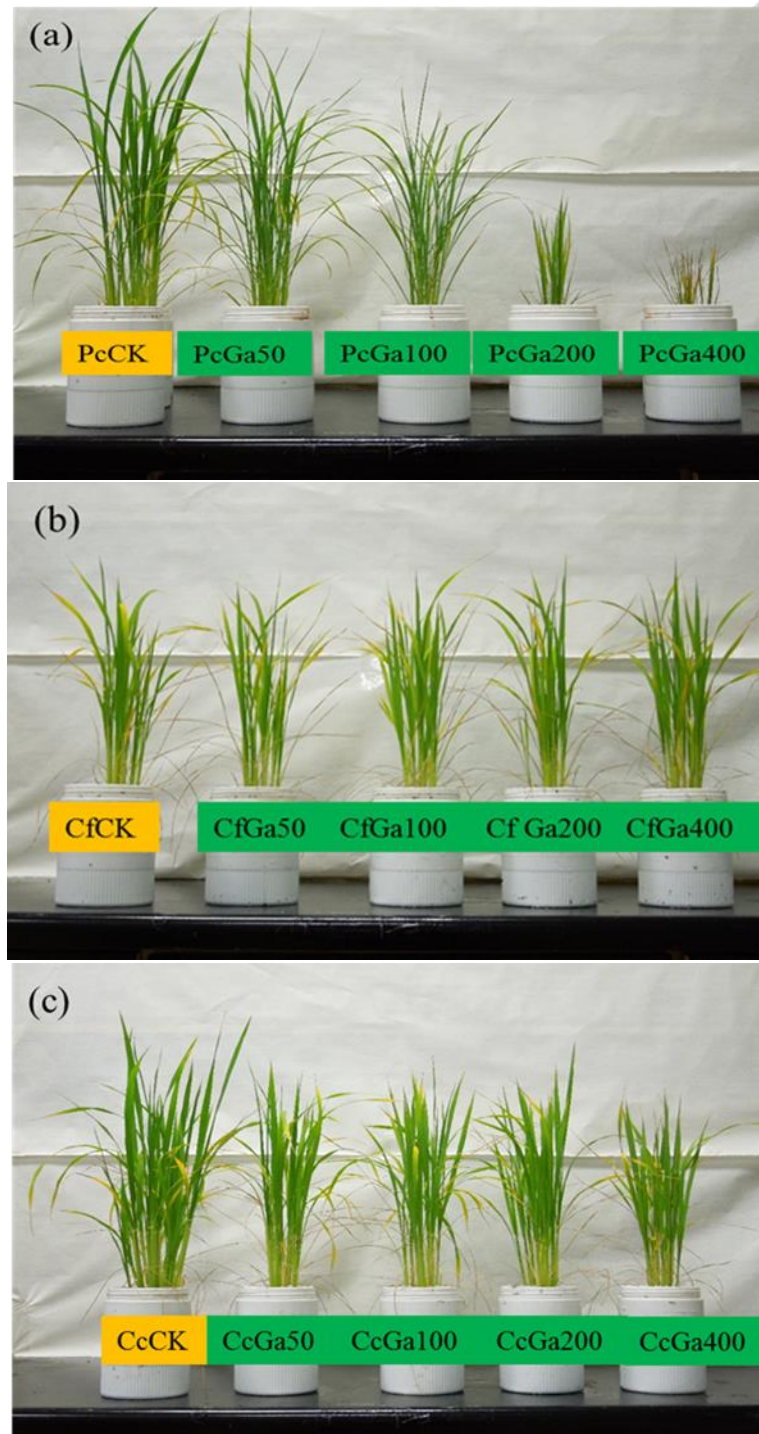 (a)
PcCK PcGa50 PcGa100 PcGa200 PcGa400
(b)
CfCK CfGa50 CfGa100 Cf Ga200 CfGa400
(c)
CcCK CcGa50 CcGa100 CcGa200 CcGa400